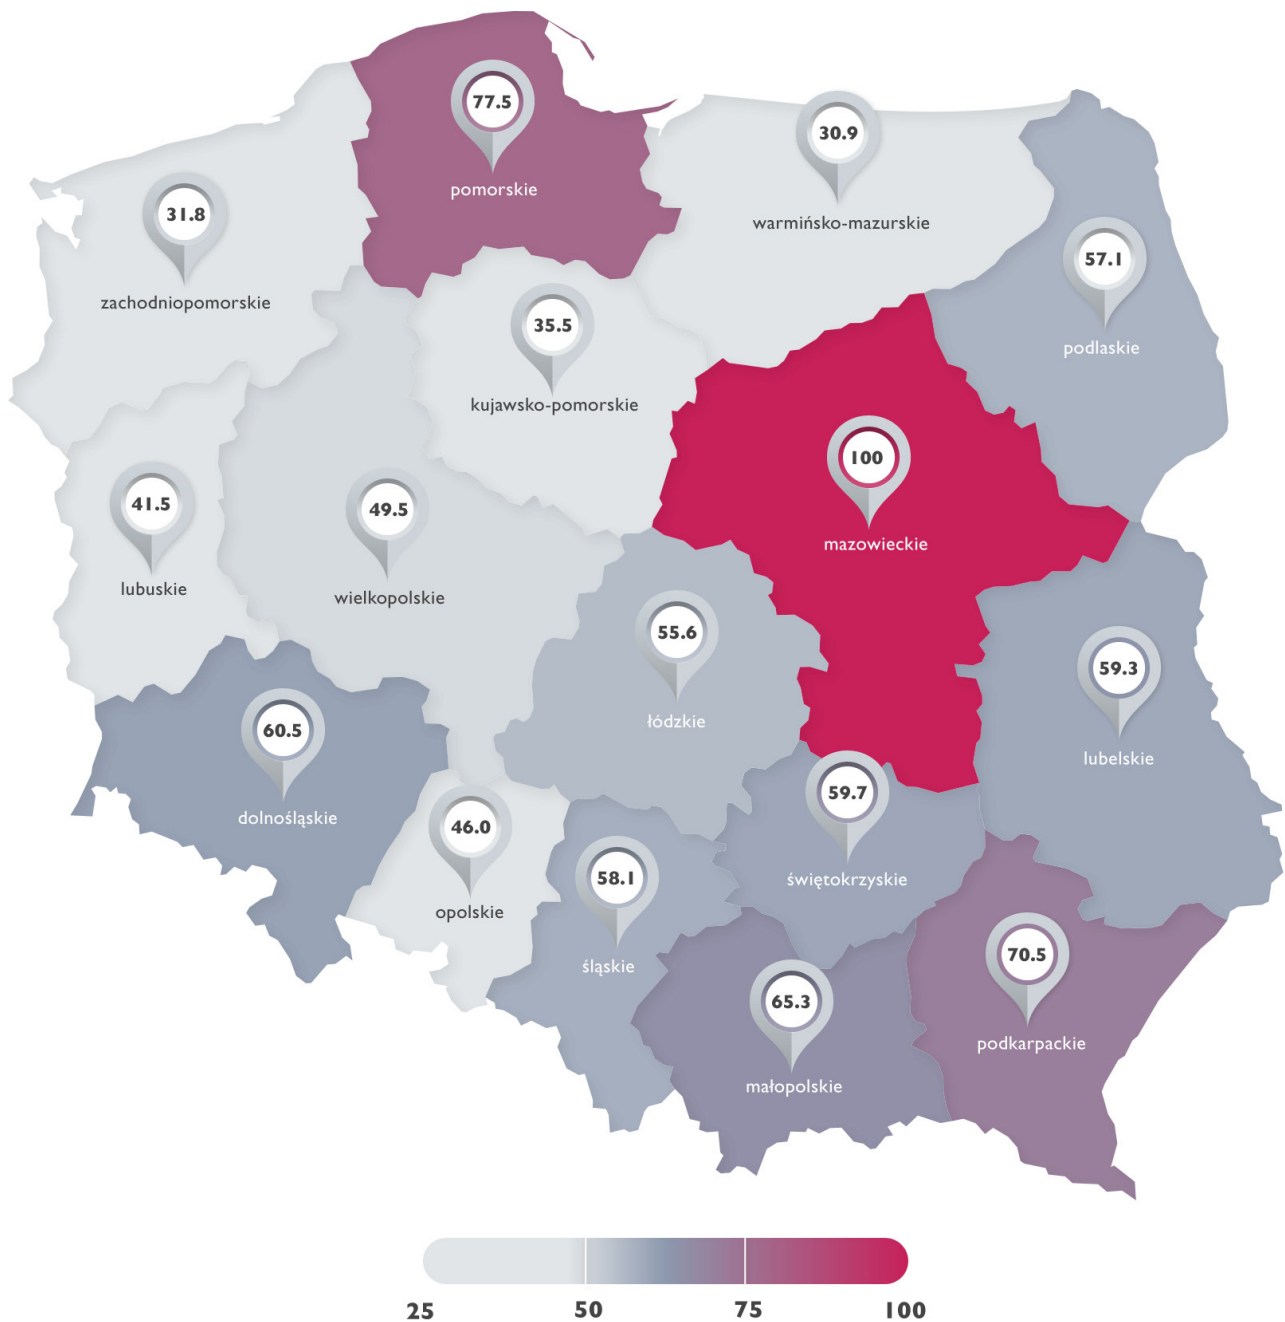 77.5
pomorskie
30.9
warmińsko-mazurskie
31.8
zachodniopomorskie
57.1
podlaskie
35.5
kujawsko-pomorskie
100
mazowieckie
41.5
lubuskie
49.5
wielkopolskie
55.6
łódzkie
59.3
lubelskie
60.5
dolnośląskie
46.0
opolskie
59.7
świętokrzyskie
58.1
śląskie
70.5
podkarpackie
65.3
małopolskie
25 50 75 100